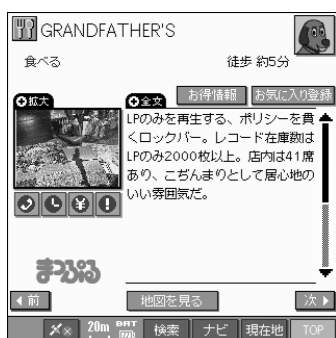 GRANDFATHER'S
食べる
徒歩 約5分
拡大
全文
お得情報
お気に入り登録
LPのみを再生する、ポリシーを貫
くロックバー。レコード在庫数は
LPのみ2000枚以上。店内は41席
あり、こぢんまりとして居心地の
いい雰囲気だ。
まっぷる
前
地図を見る
次
20m
BRT
検索
ナビ
現在地
TOP